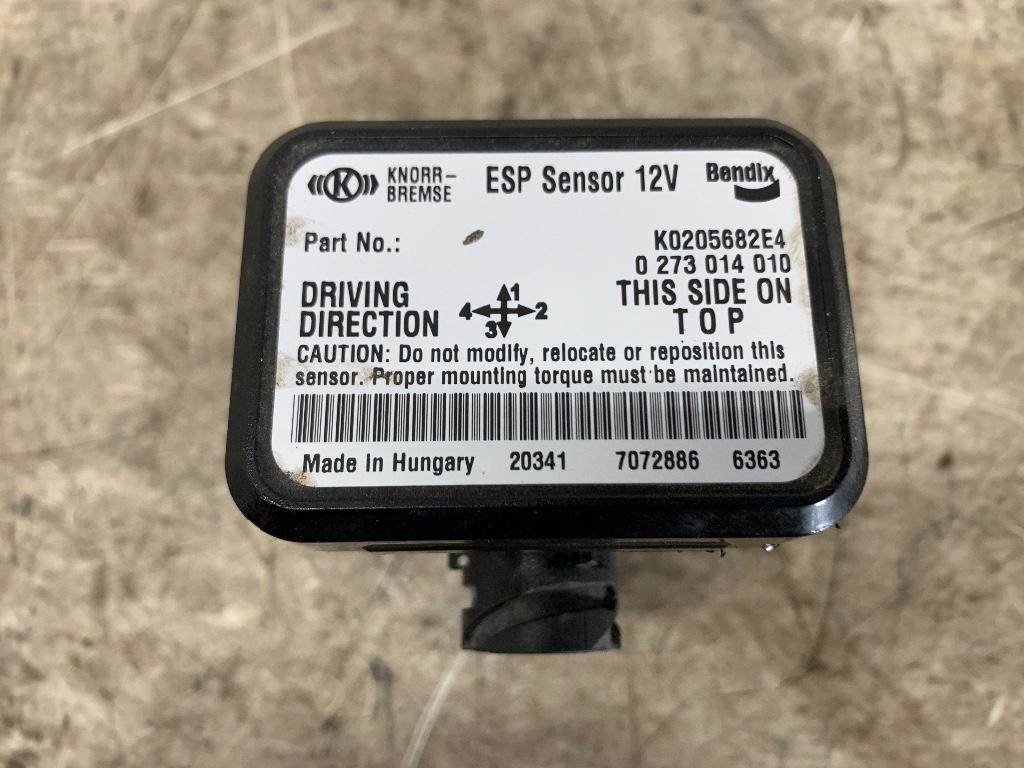 K KNORR-
BREMSE
ESP Sensor 12V
Bendix
Part No.: K0205682E4
0 273 014 010
DRIVING
DIRECTION
1
4 2
3
THIS SIDE ON
TOP
CAUTION: Do not modify, relocate or reposition this
sensor. Proper mounting torque must be maintained.
Made In Hungary 20341 7072886 6363